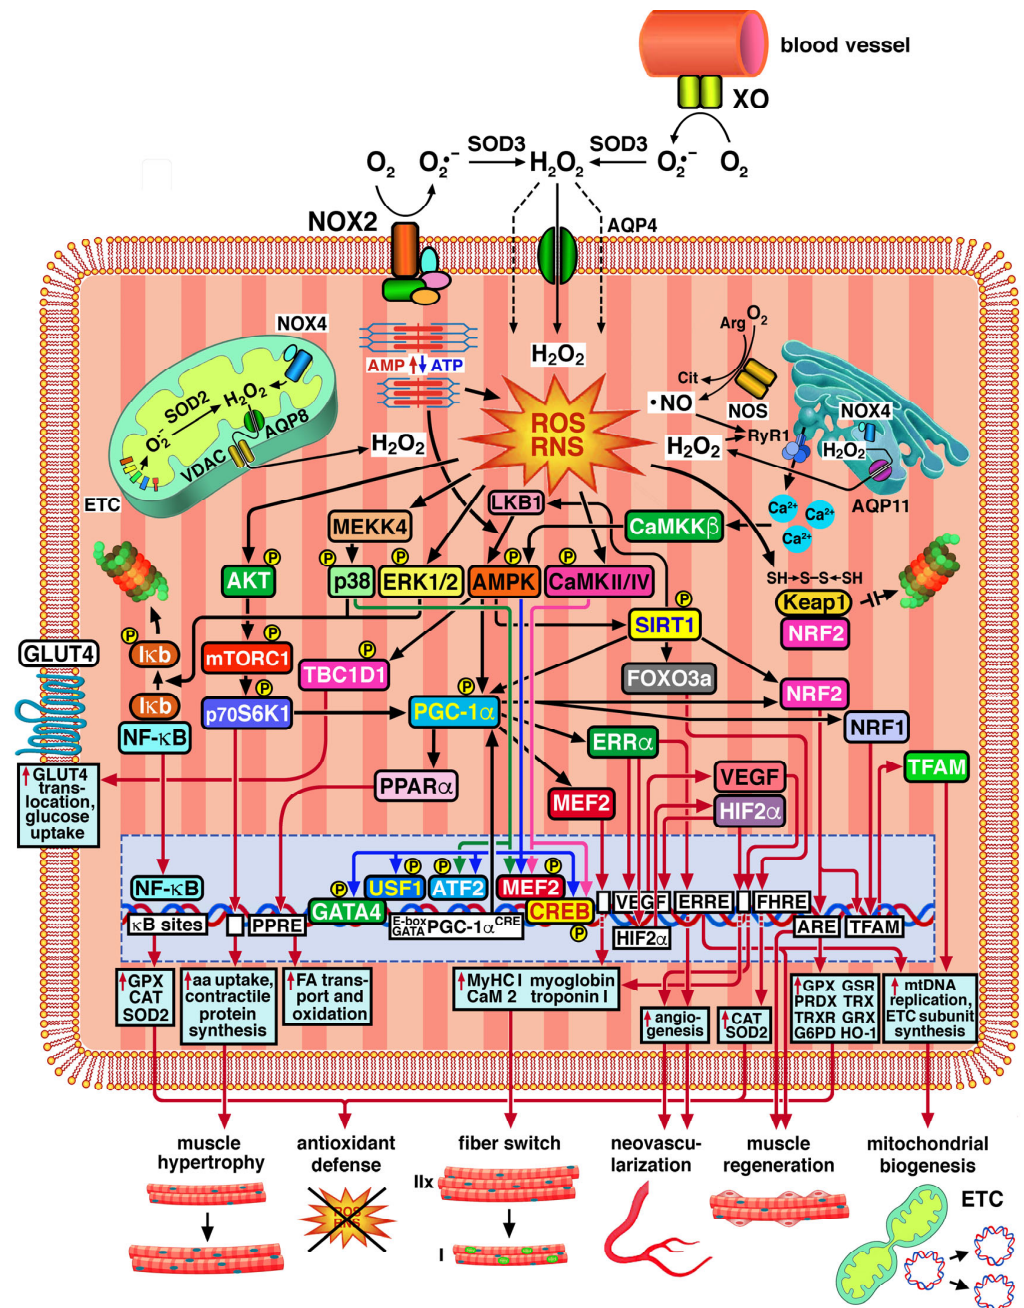 blood vessel
XO
O₂ O₂•⁻ SOD3 H₂O₂ SOD3 O₂•⁻ O₂
NOX2
AQP4
NOX4
AMP ATP
H₂O₂
Arg O₂
Cit
•NO
NOS
NOX4
SOD2
H₂O₂
O₂•⁻
AQP8
VDAC
ETC
H₂O₂
ROS
RNS
H₂O₂
RyR1
H₂O₂
AQP11
LKB1
MEKK4
CaMKKβ
Ca²⁺
Ca²⁺
Ca²⁺
P
P
P
P
P
AKT
p38
ERK1/2
AMPK
CaMKII/IV
SH S–S SH
Keap1
NRF2
P
SIRT1
P
Iκb
P
mTORC1
P
TBC1D1
FOXO3a
GLUT4
Iκb
NF-κB
P
p70S6K1
P
PGC-1α
NRF2
NRF1
ERRα
TFAM
GLUT4
trans-
location,
glucose
uptake
PPARα
MEF2
VEGF
HIF2α
NF-κB
P
P
P
P
USF1
ATF2
MEF2
GATA4
CREB
P
κB sites
PPRE
E-box
GATA
PGC-1α
CRE
VEGF
HIF2α
ERRE
FHRE
ARE
TFAM
GPX
CAT
SOD2
aa uptake,
contractile
protein
synthesis
FA trans-
port and
oxidation
MyHC I myoglobin
CaM 2 troponin I
angio-
genesis
CAT
SOD2
GPX GSR
PRDX TRX
TRXR GRX
G6PD HO-1
mtDNA
replication,
ETC subunit
synthesis
muscle
hypertrophy
antioxidant
defense
fiber switch
neovascu-
larization
muscle
regeneration
mitochondrial
biogenesis
ROS
RNS
IIx
I
ETC